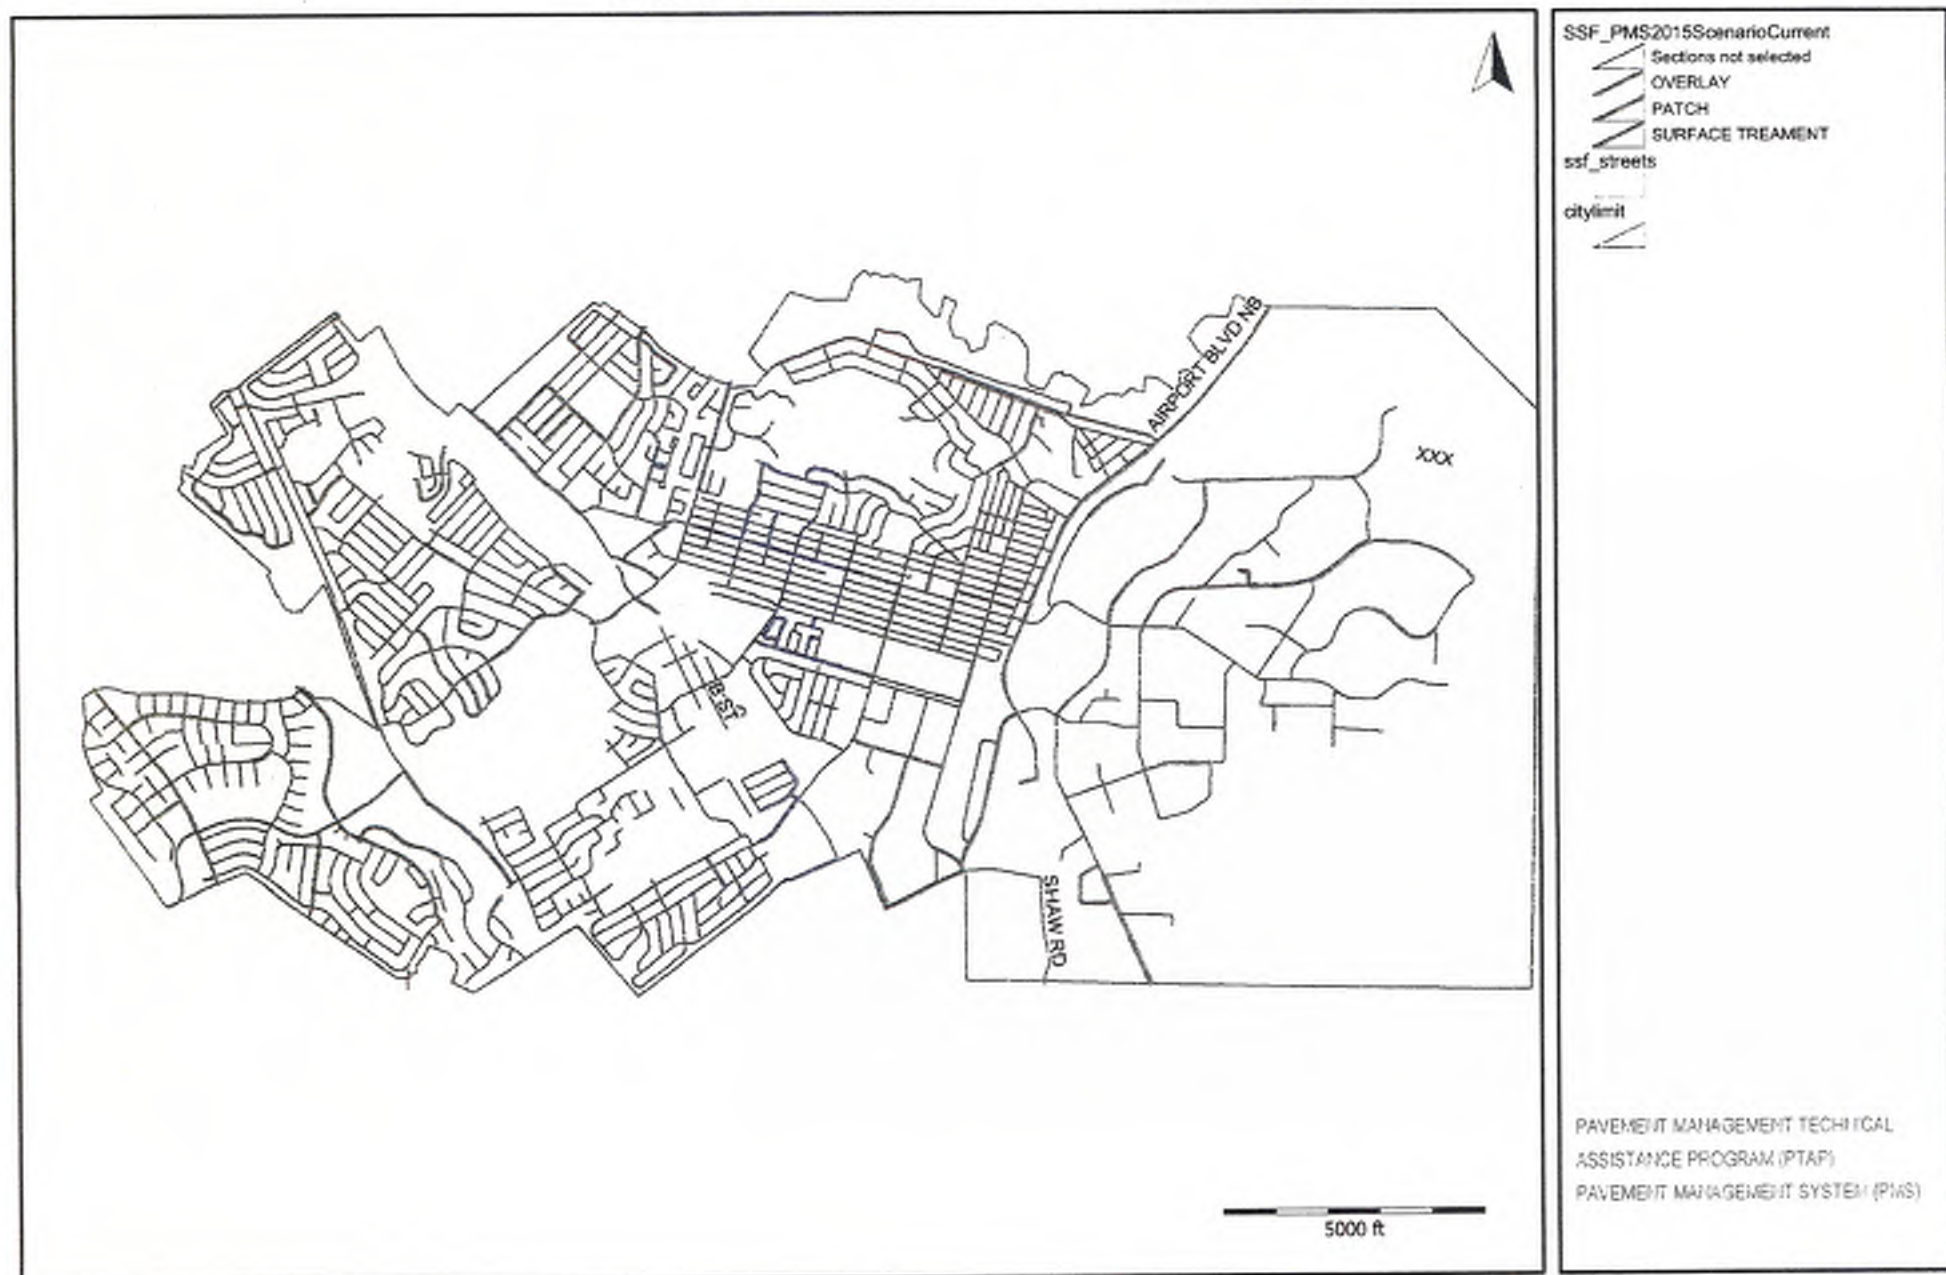 SSF_PMS2015ScenarioCurrent
Sections not selected
OVERLAY
PATCH
SURFACE TREAMENT
ssf_streets
citylimit
AIRPORT BLVD NB
XXX
B ST
SHAW RD
5000 ft
PAVEMENT MANAGEMENT TECHNICAL
ASSISTANCE PROGRAM (PTAP)
PAVEMENT MANAGEMENT SYSTEM (PMS)